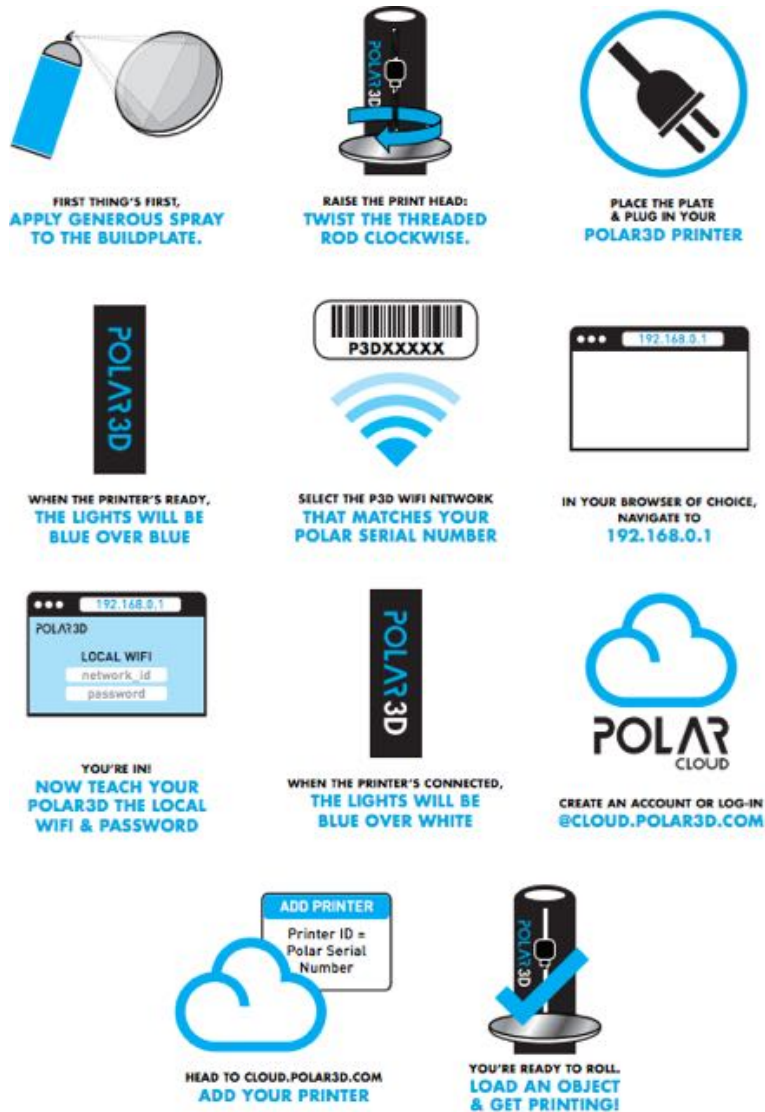 POLAR3D
FIRST THING'S FIRST,
APPLY GENEROUS SPRAY
TO THE BUILDPLATE.
RAISE THE PRINT HEAD:
TWIST THE THREADED
ROD CLOCKWISE.
PLACE THE PLATE
& PLUG IN YOUR
POLAR3D PRINTER
POLAR3D
P3DXXXXX
192.168.0.1
WHEN THE PRINTER'S READY,
THE LIGHTS WILL BE
BLUE OVER BLUE
SELECT THE P3D WIFI NETWORK
THAT MATCHES YOUR
POLAR SERIAL NUMBER
IN YOUR BROWSER OF CHOICE,
NAVIGATE TO
192.168.0.1
192.168.0.1
POLAR3D
LOCAL WIFI
network_id
password
POLAR3D
POLAR
CLOUD
YOU'RE IN!
NOW TEACH YOUR
POLAR3D THE LOCAL
WIFI & PASSWORD
WHEN THE PRINTER'S CONNECTED,
THE LIGHTS WILL BE
BLUE OVER WHITE
CREATE AN ACCOUNT OR LOG-IN
@CLOUD.POLAR3D.COM
ADD PRINTER
Printer ID =
Polar Serial
Number
POLAR3D
HEAD TO CLOUD.POLAR3D.COM
ADD YOUR PRINTER
YOU'RE READY TO ROLL.
LOAD AN OBJECT
& GET PRINTING!